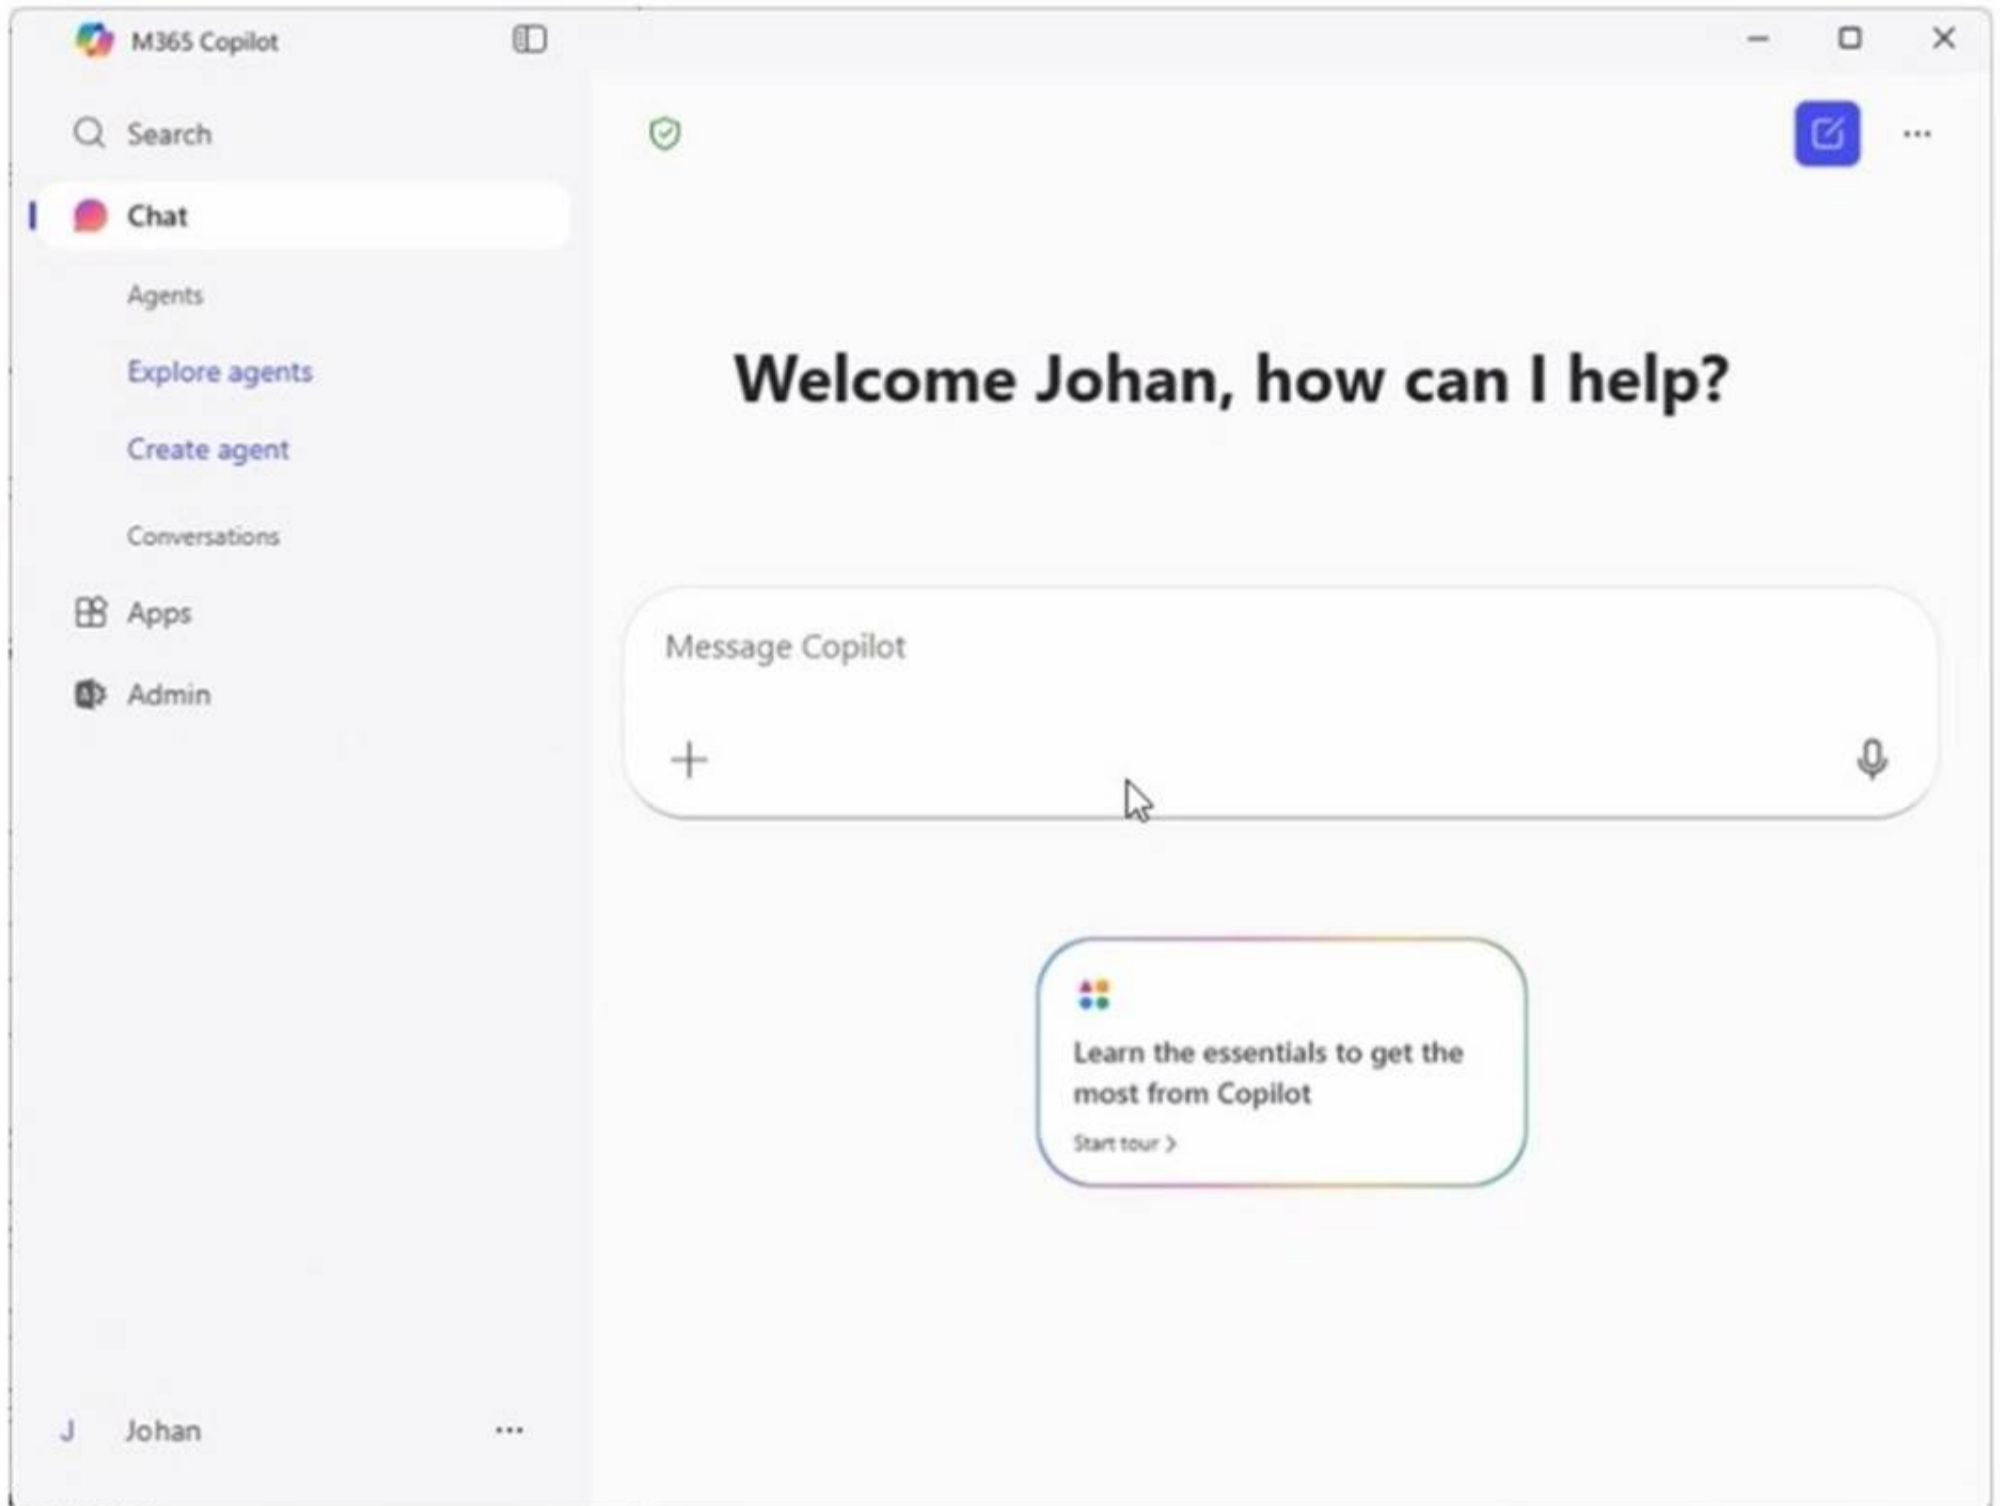 M365 Copilot
Search
Chat
Agents
Explore agents
Create agent
Conversations
Apps
Admin
Welcome Johan, how can I help?
Message Copilot
Learn the essentials to get the
most from Copilot
Start tour >
J Johan